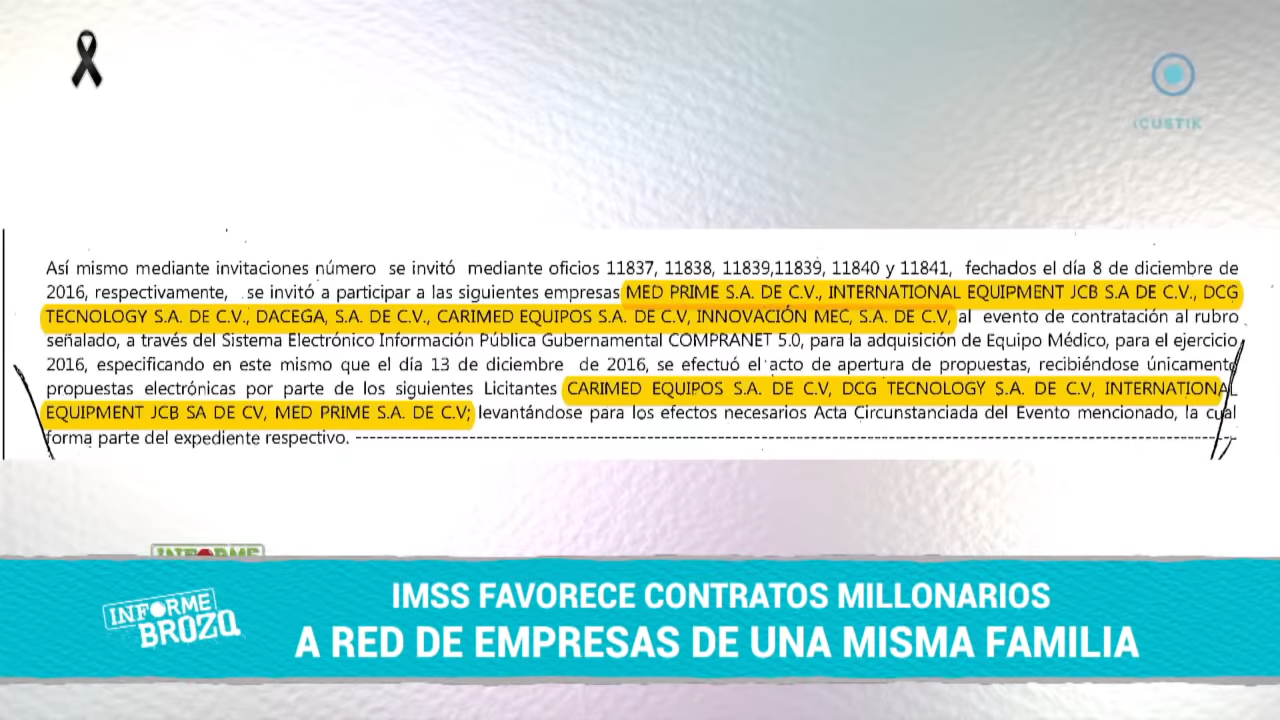 ICUSTIK
Así mismo mediante invitaciones número se invitó mediante oficios 11837, 11838, 11839,11839, 11840 y 11841, fechados el día 8 de diciembre de
2016, respectivamente, se invitó a participar a las siguientes empresas MED PRIME S.A. DE C.V., INTERNATIONAL EQUIPMENT JCB S.A DE C.V., DCG
TECNOLOGY S.A. DE C.V., DACEGA, S.A. DE C.V., CARIMED EQUIPOS S.A. DE C.V, INNOVACIÓN MEC, S.A. DE C.V, al evento de contratación al rubro
señalado, a través del Sistema Electrónico Información Pública Gubernamental COMPRANET 5.0, para la adquisición de Equipo Médico, para el ejercicio
2016, especificando en este mismo que el día 13 de diciembre de 2016, se efectuó el acto de apertura de propuestas, recibiéndose únicamente
propuestas electrónicas por parte de los siguientes Licitantes CARIMED EQUIPOS S.A. DE C.V, DCG TECNOLOGY S.A. DE C.V, INTERNATIONAL
EQUIPMENT JCB SA DE CV, MED PRIME S.A. DE C.V; levantándose para los efectos necesarios Acta Circunstanciada del Evento mencionado, la cual
forma parte del expediente respectivo. ----------------------------------------
INFORME
INFORME
BROZO
IMSS FAVORECE CONTRATOS MILLONARIOS
A RED DE EMPRESAS DE UNA MISMA FAMILIA